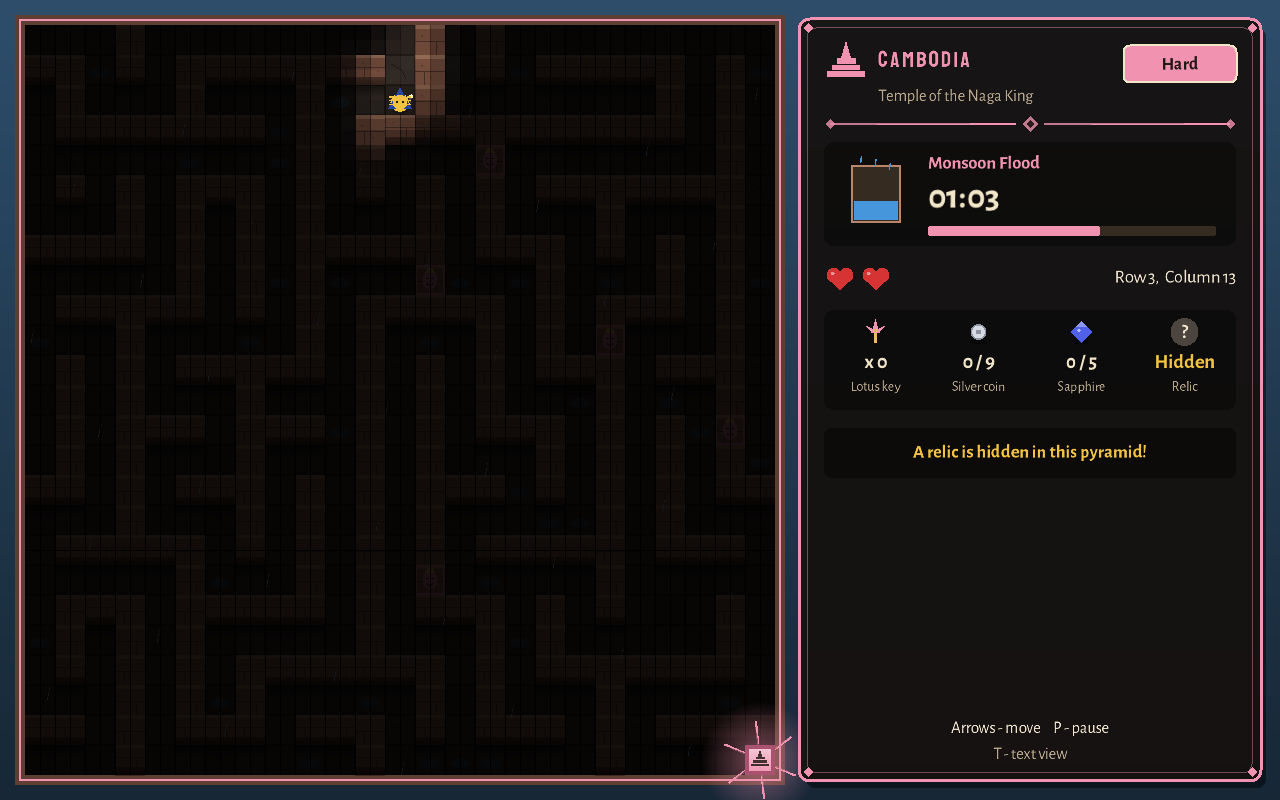 CAMBODIA
Hard
Temple of the Naga King
Monsoon Flood
01:03
Row 3, Column 13
?
x 0
0 / 9
0 / 5
Hidden
Lotus key
Silver coin
Sapphire
Relic
A relic is hidden in this pyramid!
Arrows - move P - pause
T - text view